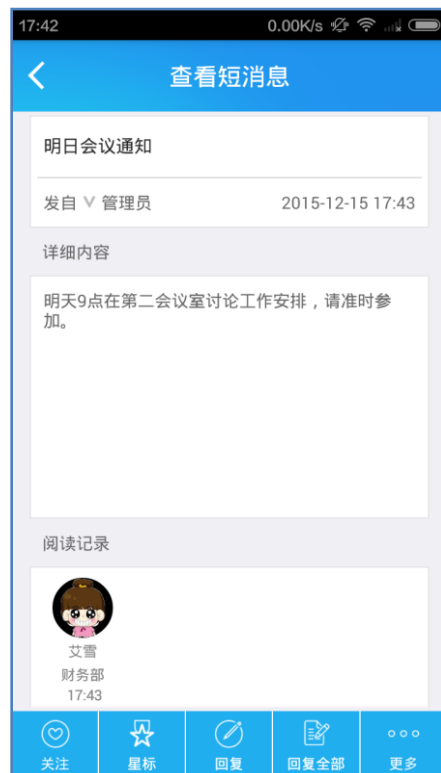 17:42 0.00K/s
查看短消息
明日会议通知
发自 V 管理员 2015-12-15 17:43
详细内容
明天9点在第二会议室讨论工作安排，请准时参
加。
阅读记录
艾雪
财务部
17:43
关注 星标 回复 回复全部 更多